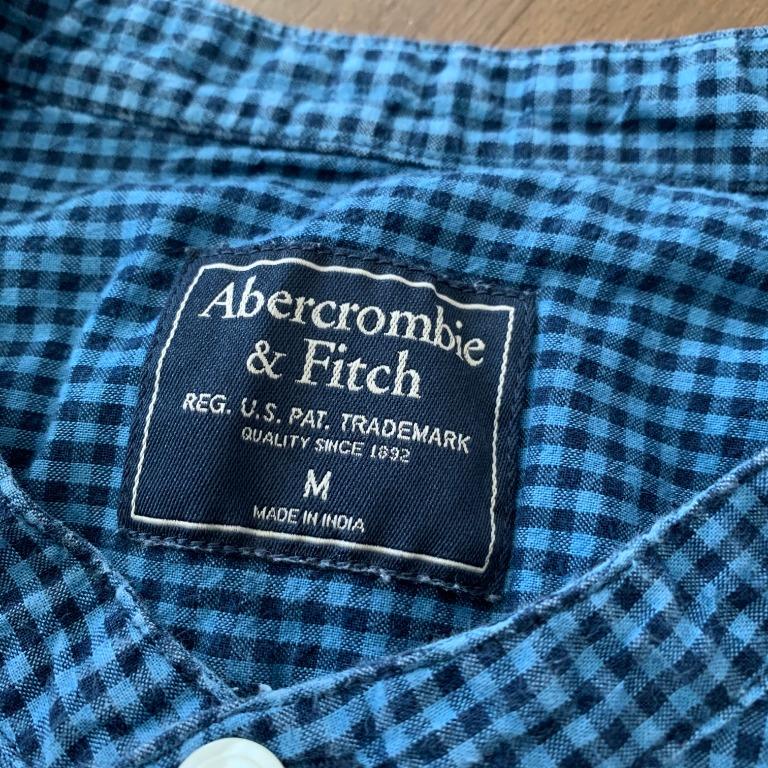 Abercrombie
& Fitch
REG. U.S. PAT. TRADEMARK
QUALITY SINCE 1892
M
MADE IN INDIA